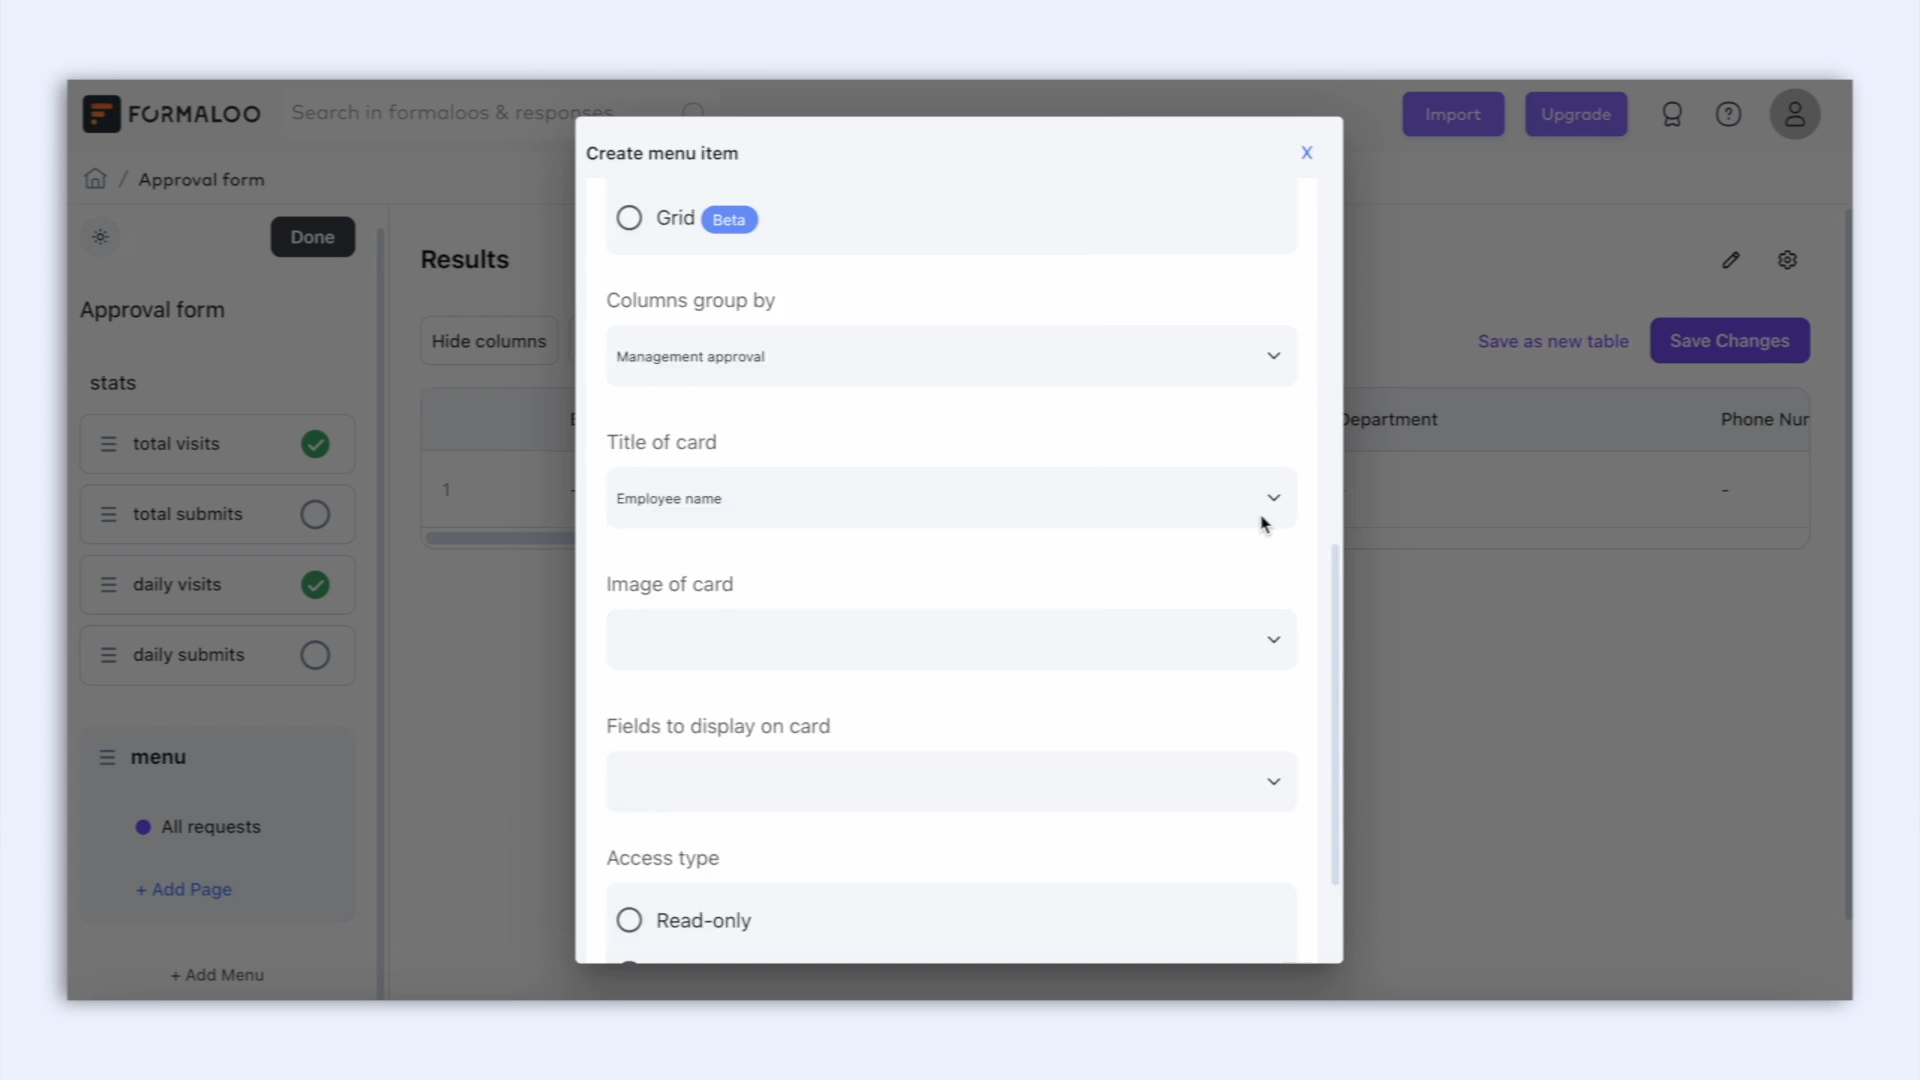 FORMALOO
Search in formaloos & responses
Import
Upgrade
Approval form
Create menu item
X
Grid
Beta
Done
Results
Columns group by
Approval form
Hide columns
Management approval
Save as new table
Save Changes
stats
Department
Phone Nur
total visits
Title of card
1
-
Employee name
-
total submits
daily visits
Image of card
daily submits
Fields to display on card
menu
All requests
Access type
+ Add Page
Read-only
+ Add Menu